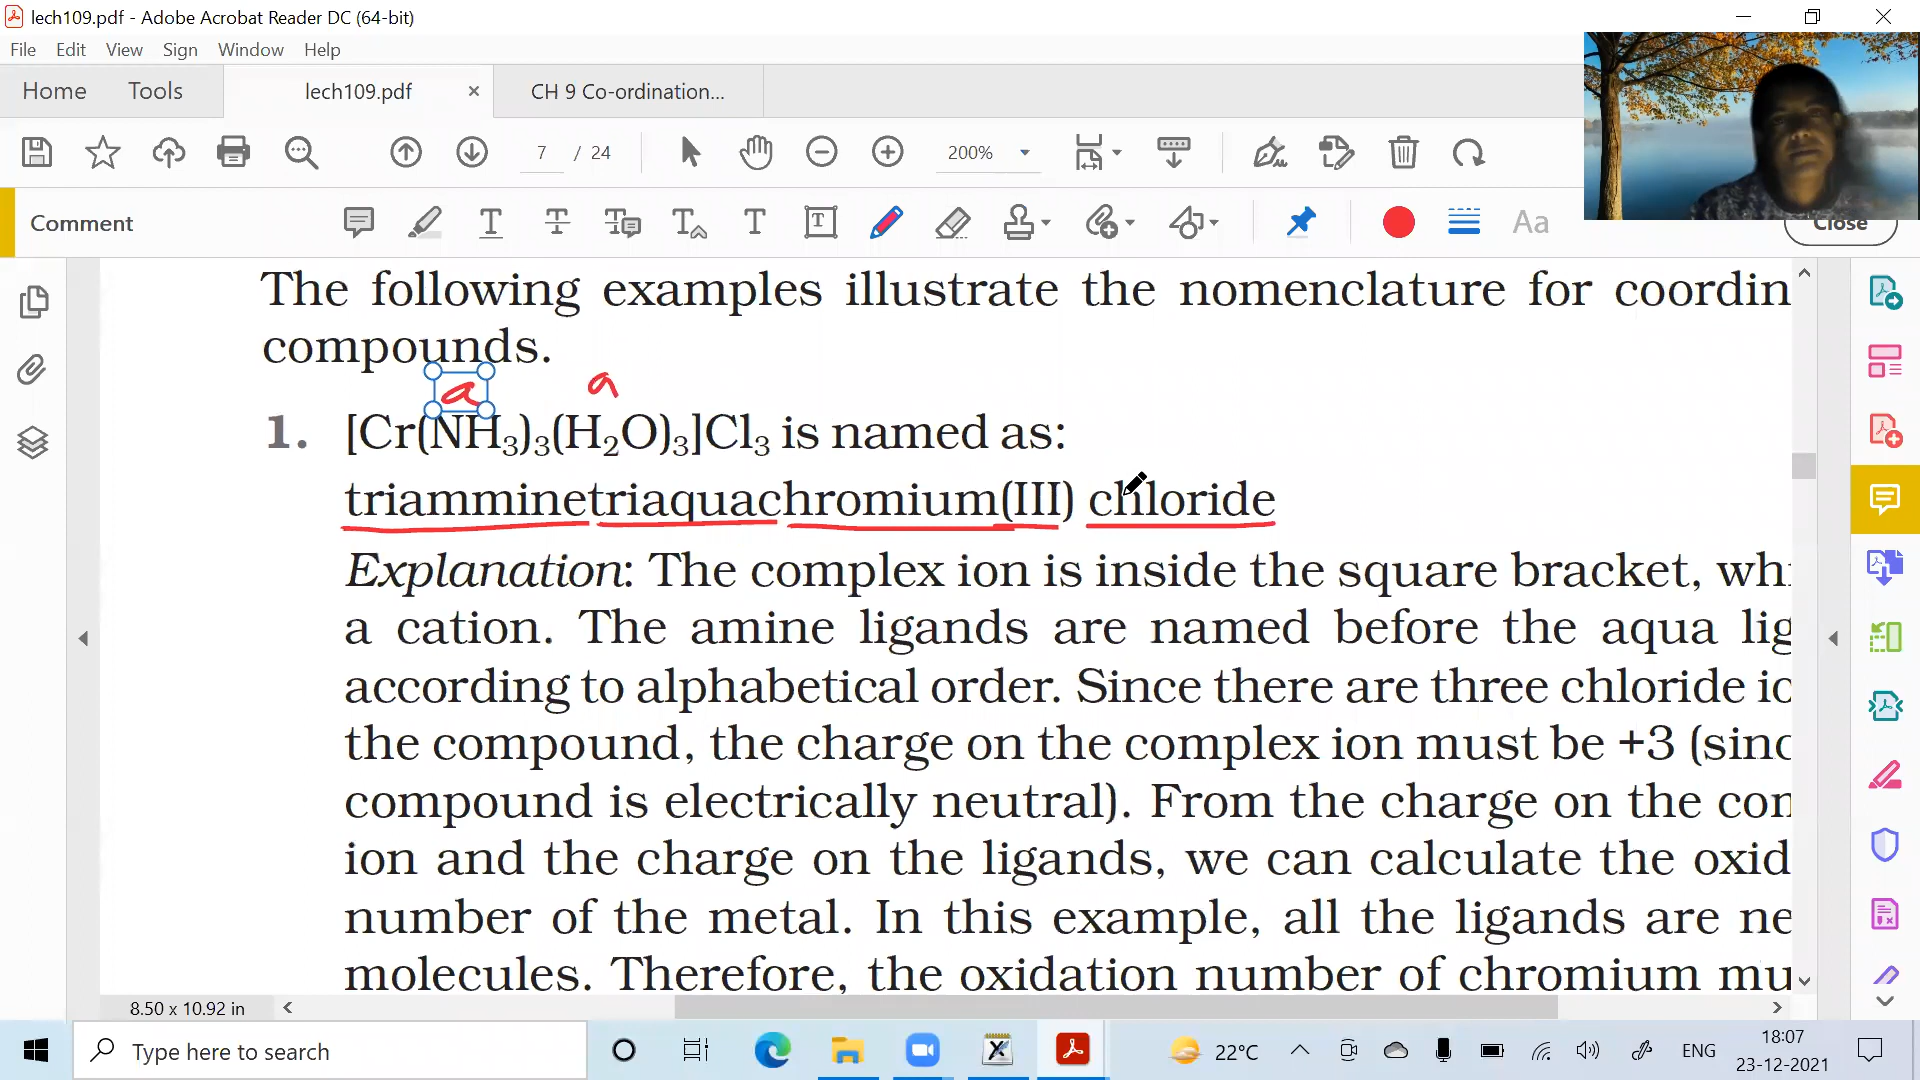 lech109.pdf - Adobe Acrobat Reader DC (64-bit)
File Edit View Sign Window Help
Home Tools lech109.pdf × CH 9 Co-ordination...
7 / 24 200%
Comment Aa Close
The following examples illustrate the nomenclature for coordin
compounds.
a a
1. [Cr(NH₃)₃(H₂O)₃]Cl₃ is named as:
triamminetriaquachromium(III) chloride
Explanation: The complex ion is inside the square bracket, whi
a cation. The amine ligands are named before the aqua lig
according to alphabetical order. Since there are three chloride io
the compound, the charge on the complex ion must be +3 (sinc
compound is electrically neutral). From the charge on the con
ion and the charge on the ligands, we can calculate the oxid
number of the metal. In this example, all the ligands are ne
molecules. Therefore, the oxidation number of chromium mu
8.50 x 10.92 in
Type here to search
22°C ENG
18:07
23-12-2021